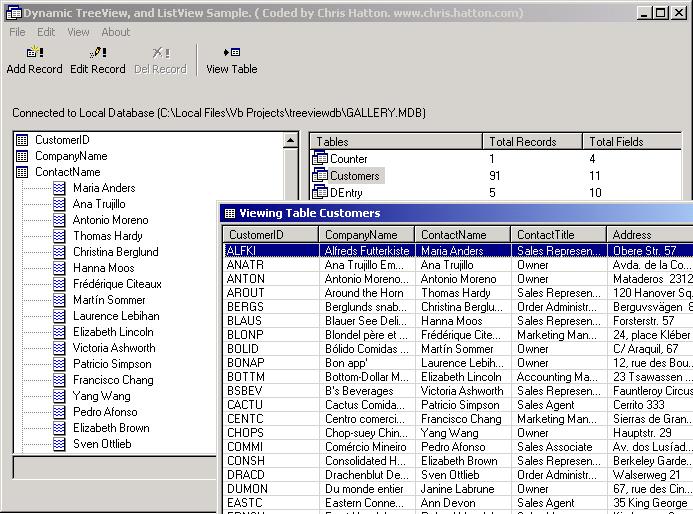 Dynamic TreeView, and ListView Sample. ( Coded by Chris Hatton. www.chris.hatton.com)
File Edit View About
Add Record Edit Record Del Record View Table
Connected to Local Database (C:\Local Files\Vb Projects\treeviewdb\GALLERY.MDB)
CustomerID
CompanyName
ContactName
Maria Anders
Ana Trujillo
Antonio Moreno
Thomas Hardy
Christina Berglund
Hanna Moos
Frédérique Citeaux
Martín Sommer
Laurence Lebihan
Elizabeth Lincoln
Victoria Ashworth
Patricio Simpson
Francisco Chang
Yang Wang
Pedro Afonso
Elizabeth Brown
Sven Ottlieb
Tables Total Records Total Fields
Counter 1 4
Customers 91 11
DEntry 5 10
Viewing Table Customers
CustomerID CompanyName ContactName ContactTitle Address
ALFKI Alfreds Futterkiste Maria Anders Sales Represen... Obere Str. 57
ANATR Ana Trujillo Em... Ana Trujillo Owner Avda. de la Co...
ANTON Antonio Moreno... Antonio Moreno Owner Mataderos 2312
AROUT Around the Horn Thomas Hardy Sales Represen... 120 Hanover Sq.
BERGS Berglunds snab... Christina Berglu... Order Administr... Berguvsvägen 8
BLAUS Blauer See Deli... Hanna Moos Sales Represen... Forsterstr. 57
BLONP Blondel père et ... Frédérique Cite... Marketing Man... 24, place Kléber
BOLID Bólido Comidas ... Martín Sommer Owner C/ Araquil, 67
BONAP Bon app' Laurence Lebih... Owner 12, rue des Bou...
BOTTM Bottom-Dollar M... Elizabeth Lincoln Accounting Ma... 23 Tsawassen ...
BSBEV B's Beverages Victoria Ashworth Sales Represen... Fauntleroy Circus
CACTU Cactus Comida... Patricio Simpson Sales Agent Cerrito 333
CENTC Centro comerci... Francisco Chang Marketing Man... Sierras de Gran...
CHOPS Chop-suey Chin... Yang Wang Owner Hauptstr. 29
COMMI Comércio Mineiro Pedro Afonso Sales Associate Av. dos Lusíad...
CONSH Consolidated H... Elizabeth Brown Sales Represen... Berkeley Garde...
DRACD Drachenblut De... Sven Ottlieb Order Administr... Walserweg 21
DUMON Du monde entier Janine Labrune Owner 67, rue des Cin...
EASTC Eastern Conne... Ann Devon Sales Agent 35 King George